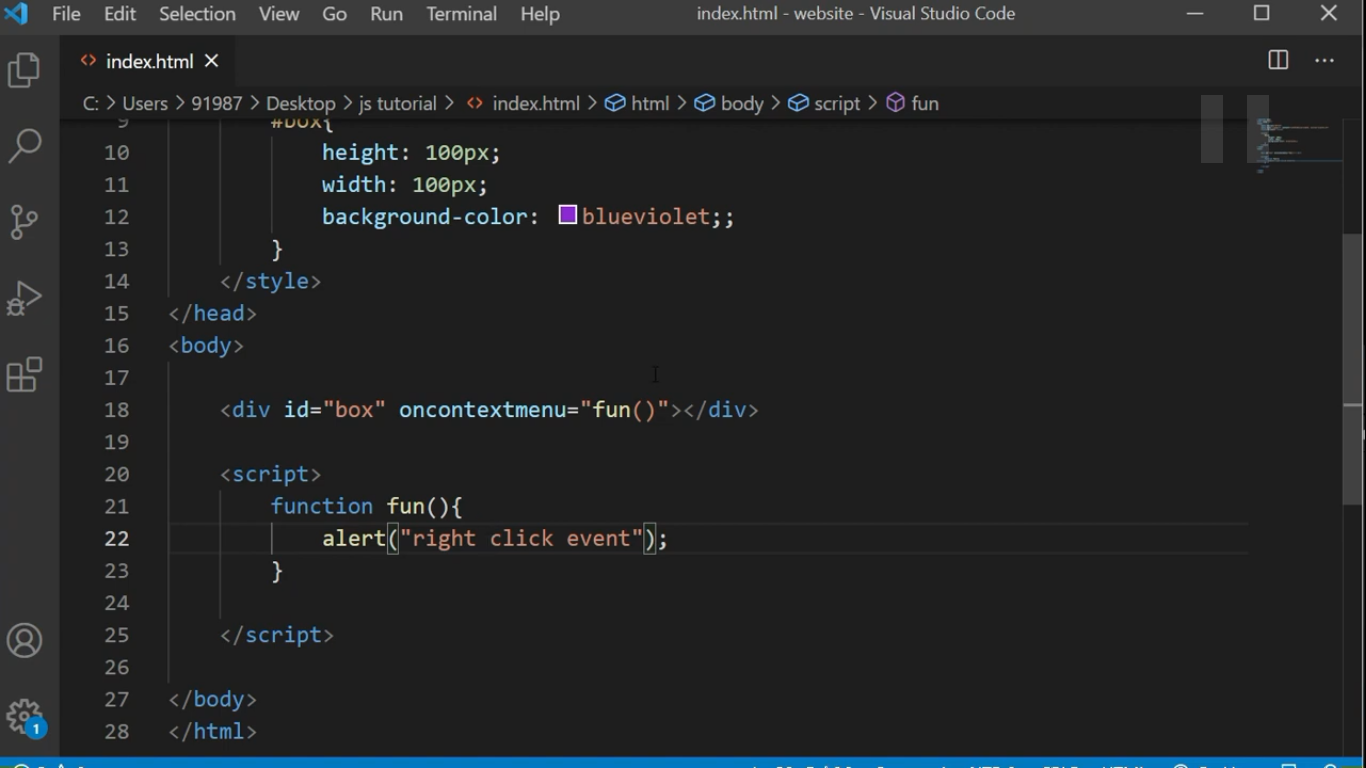 File Edit Selection View Go Run Terminal Help index.html - website - Visual Studio Code
index.html
C: > Users > 91987 > Desktop > js tutorial > index.html > html > body > script > fun
9 #box{
10 height: 100px;
11 width: 100px;
12 background-color: blueviolet;;
13 }
14 </style>
15 </head>
16 <body>
17
18 <div id="box" oncontextmenu="fun()"></div>
19
20 <script>
21 function fun(){
22 alert("right click event");
23 }
24
25 </script>
26
27 </body>
28 </html>
1